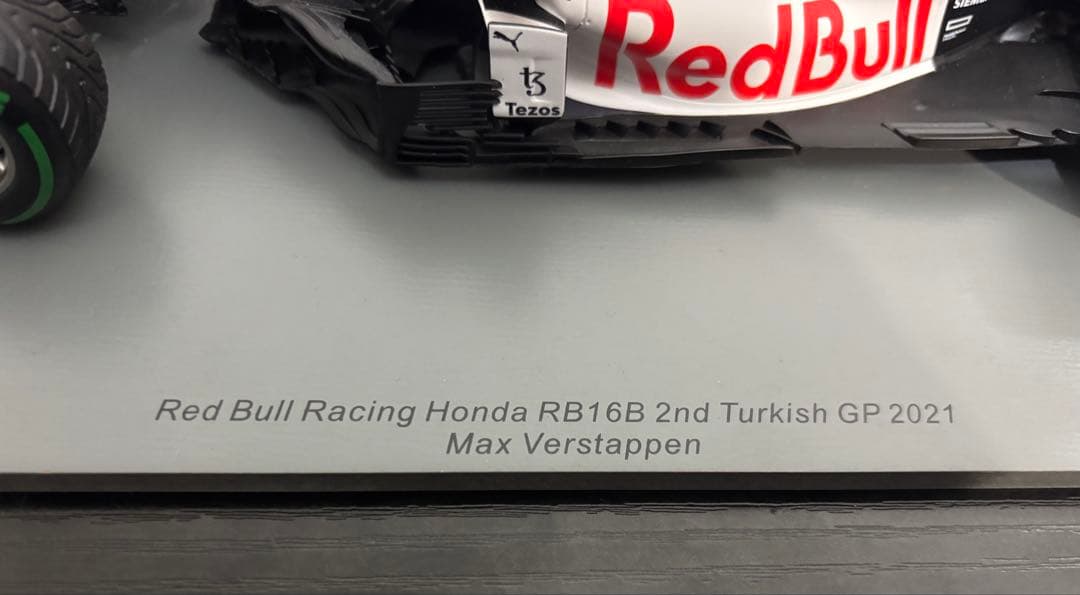 RedBull
Tezos
Red Bull Racing Honda RB16B 2nd Turkish GP 2021
Max Verstappen